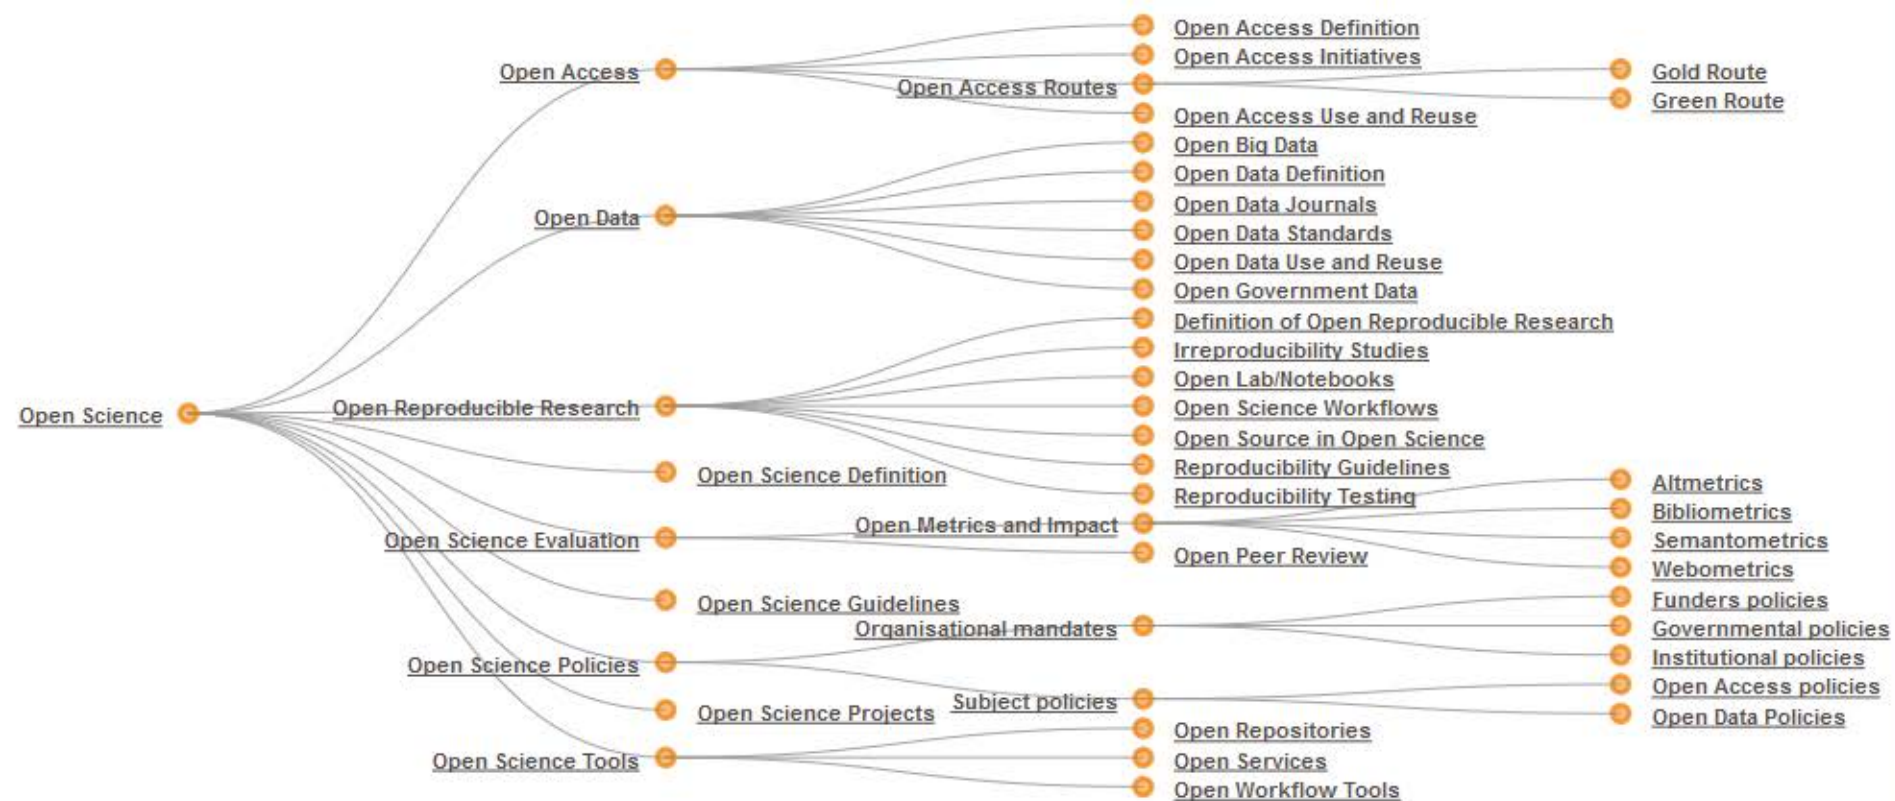 Open Science
Open Access
Open Access Definition
Open Access Initiatives
Open Access Routes
Gold Route
Green Route
Open Access Use and Reuse
Open Data
Open Big Data
Open Data Definition
Open Data Journals
Open Data Standards
Open Data Use and Reuse
Open Government Data
Open Reproducible Research
Definition of Open Reproducible Research
Irreproducibility Studies
Open Lab/Notebooks
Open Science Workflows
Open Source in Open Science
Reproducibility Guidelines
Reproducibility Testing
Open Science Definition
Open Science Evaluation
Open Metrics and Impact
Altmetrics
Bibliometrics
Semantometrics
Webometrics
Open Peer Review
Open Science Guidelines
Open Science Policies
Organisational mandates
Funders policies
Governmental policies
Institutional policies
Subject policies
Open Access policies
Open Data Policies
Open Science Projects
Open Science Tools
Open Repositories
Open Services
Open Workflow Tools